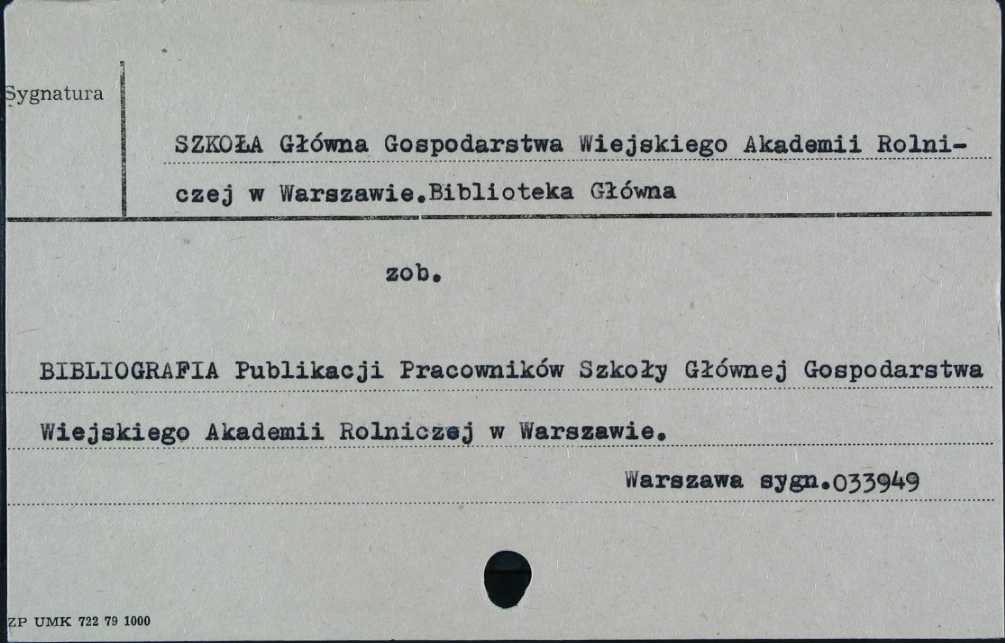 Sygnatura
SZKOŁA Główna Gospodarstwa Wiejskiego Akademii Rolni-
czej w Warszawie.Biblioteka Główna
zob.
BIBLIOGRAFIA Publikacji Pracowników Szkoły Głównej Gospodarstwa
Wiejskiego Akademii Rolniczej w Warszawie.
Warszawa sygn.033949
ZP UMK 722 79 1000